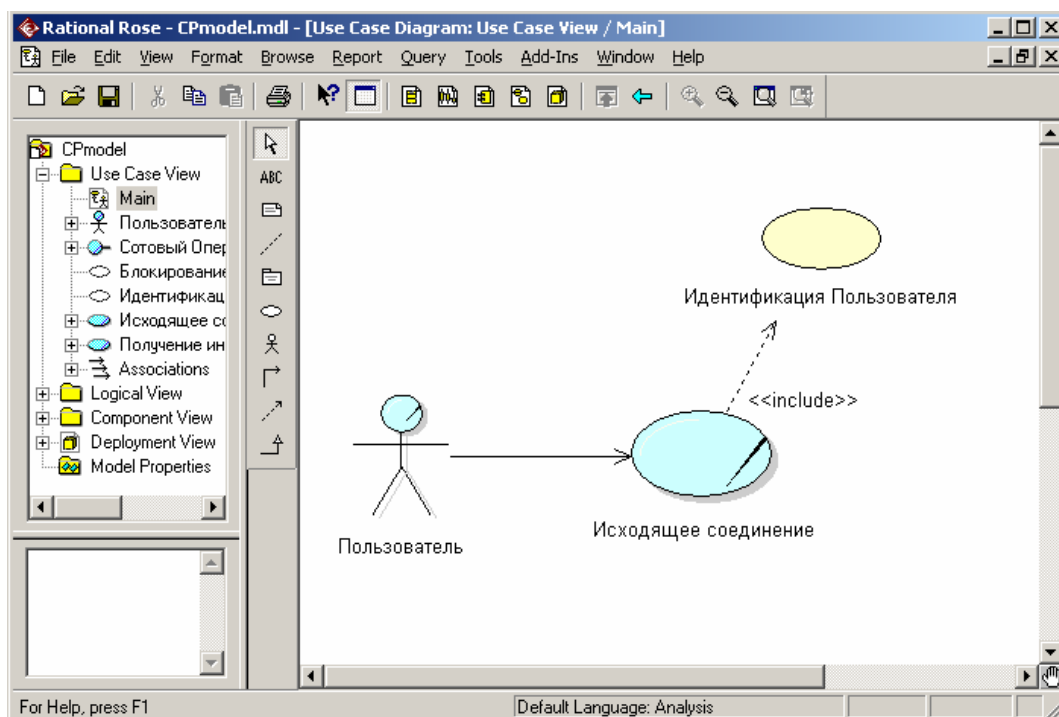 Rational Rose - CPmodel.mdl - [Use Case Diagram: Use Case View / Main]
File Edit View Format Browse Report Query Tools Add-Ins Window Help
CPmodel
Use Case View
Main
Пользователь
Сотовый Опер
Блокирование
Идентификац
Исходящее со
Получение ин
Associations
Logical View
Component View
Deployment View
Model Properties
ABC
Идентификация Пользователя
<<include>>
Исходящее соединение
Пользователь
For Help, press F1
Default Language: Analysis